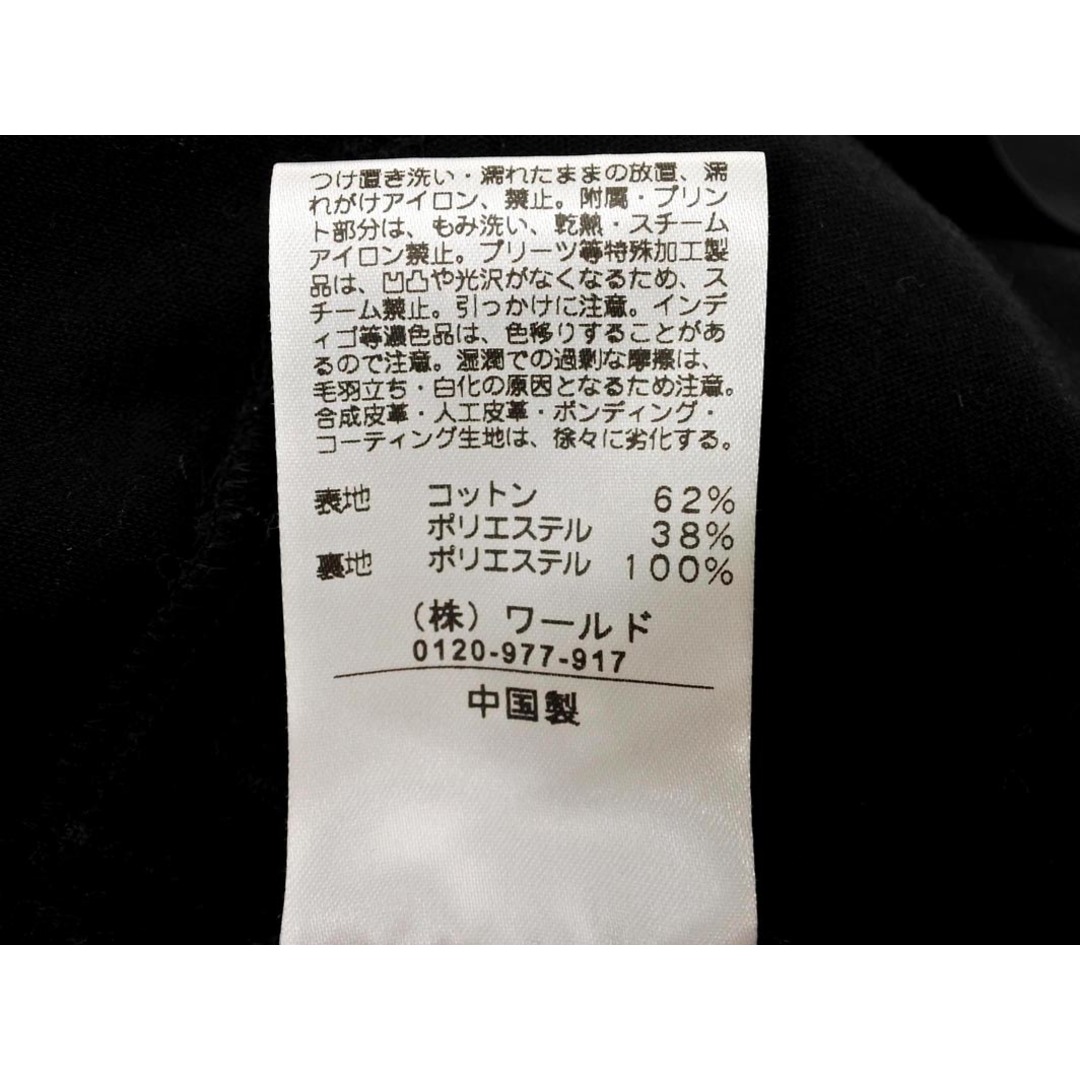 つけ置き洗い・濡れたままの放置、濡
れがけアイロン、禁止。附属・プリン
ト部分は、もみ洗い、乾熱・スチーム
アイロン禁止。プリーツ等特殊加工製
品は、凹凸や光沢がなくなるため、ス
チーム禁止。引っかけに注意。インデ
ィゴ等濃色品は、色移りすることがあ
るので注意。湿潤での過剰な摩擦は、
毛羽立ち・白化の原因となるため注意。
合成皮革・人工皮革・ボンディング・
コーティング生地は、徐々に劣化する。
表地 コットン 62%
ポリエステル 38%
裏地 ポリエステル 100%
(株)ワールド
0120-977-917
中国製